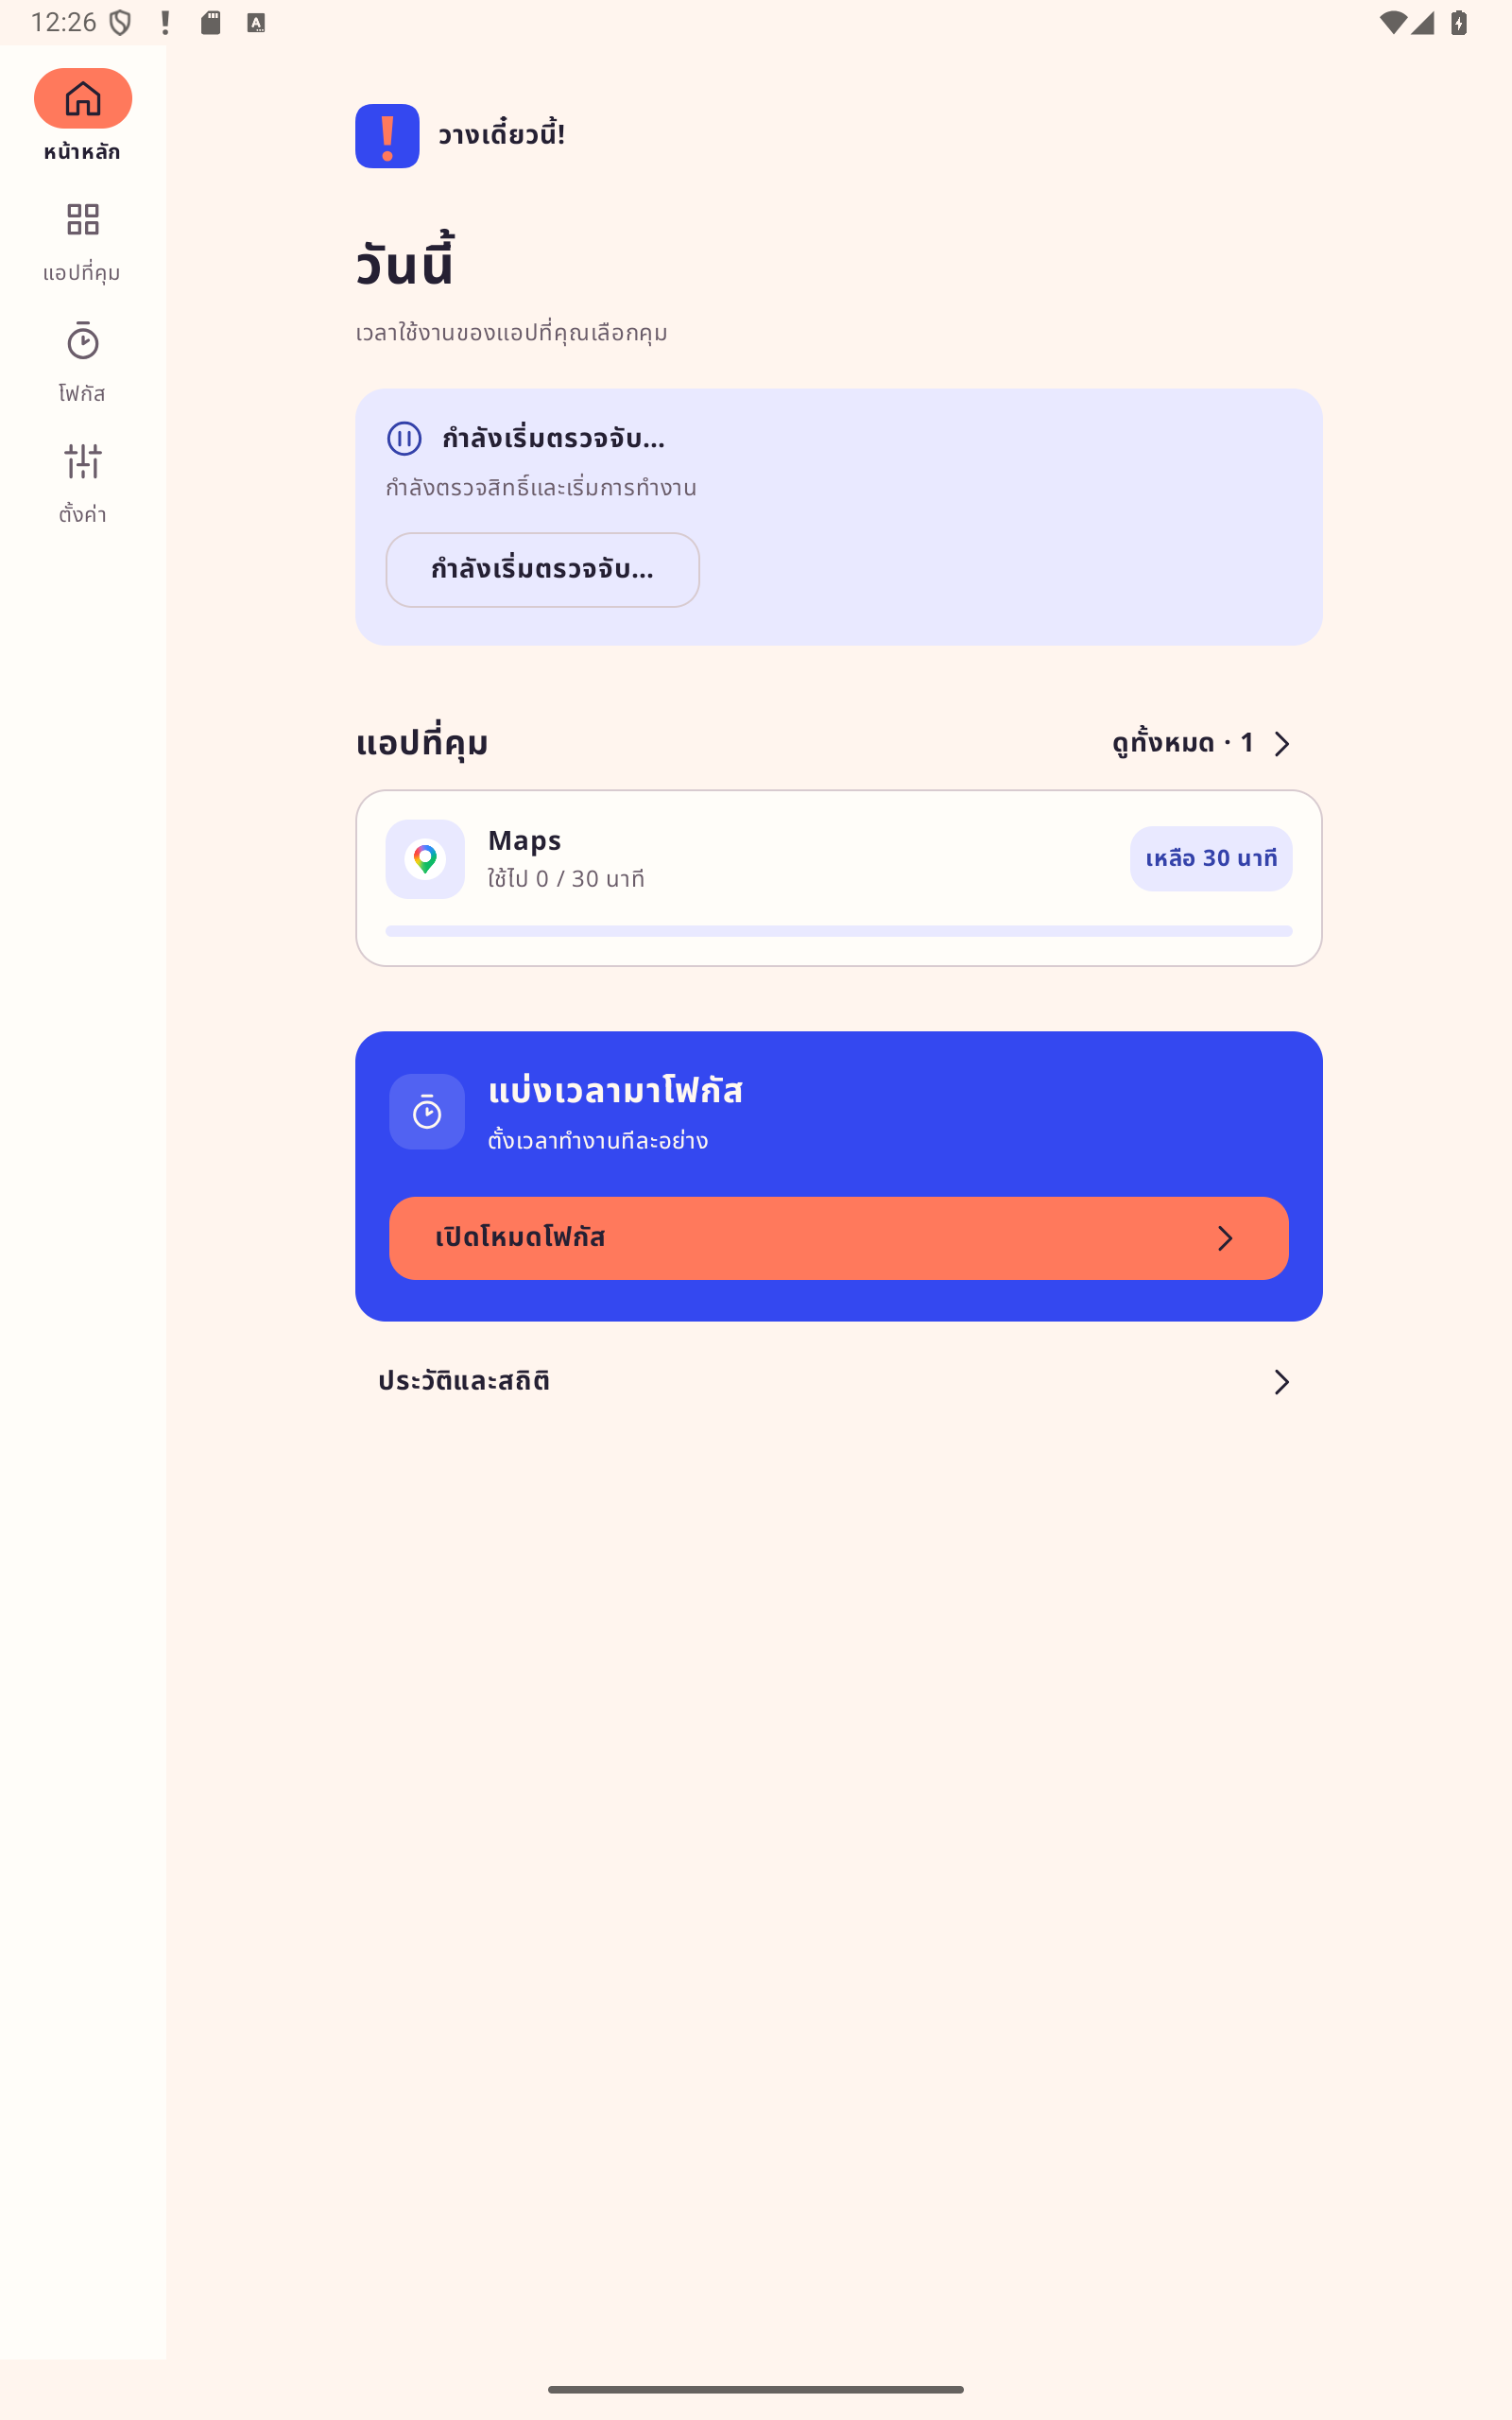 12:26
หน้าหลัก
แอปที่คุม
โฟกัส
ตั้งค่า
วางเดี๋ยวนี้!
วันนี้
เวลาใช้งานของแอปที่คุณเลือกคุม
กำลังเริ่มตรวจจับ...
กำลังตรวจสิทธิ์และเริ่มการทำงาน
กำลังเริ่มตรวจจับ...
แอปที่คุม
ดูทั้งหมด · 1
Maps
ใช้ไป 0 / 30 นาที
เหลือ 30 นาที
แบ่งเวลามาโฟกัส
ตั้งเวลาทำงานทีละอย่าง
เปิดโหมดโฟกัส
ประวัติและสถิติ